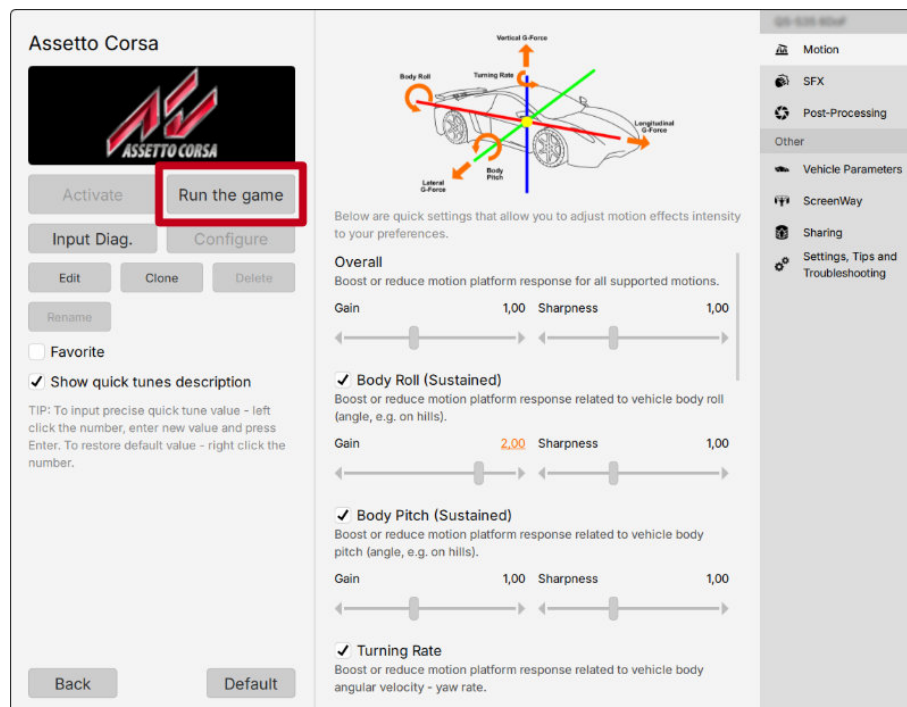 Assetto Corsa
ASSETTO CORSA
Activate
Run the game
Input Diag.
Configure
Edit
Clone
Delete
Rename
Favorite
Show quick tunes description
TIP: To input precise quick tune value - left
click the number, enter new value and press
Enter. To restore default value - right click the
number.
Back
Default
Vertical G-Force
Body Roll
Turning Rate
Longitudinal
G-Force
Lateral
G-Force
Body
Pitch
Below are quick settings that allow you to adjust motion effects intensity
to your preferences.
Overall
Boost or reduce motion platform response for all supported motions.
Gain 1,00 Sharpness 1,00
Body Roll (Sustained)
Boost or reduce motion platform response related to vehicle body roll
(angle, e.g. on hills).
Gain 2,00 Sharpness 1,00
Body Pitch (Sustained)
Boost or reduce motion platform response related to vehicle body
pitch (angle, e.g. on hills).
Gain 1,00 Sharpness 1,00
Turning Rate
Boost or reduce motion platform response related to vehicle body
angular velocity - yaw rate.
Motion
SFX
Post-Processing
Other
Vehicle Parameters
ScreenWay
Sharing
Settings, Tips and
Troubleshooting